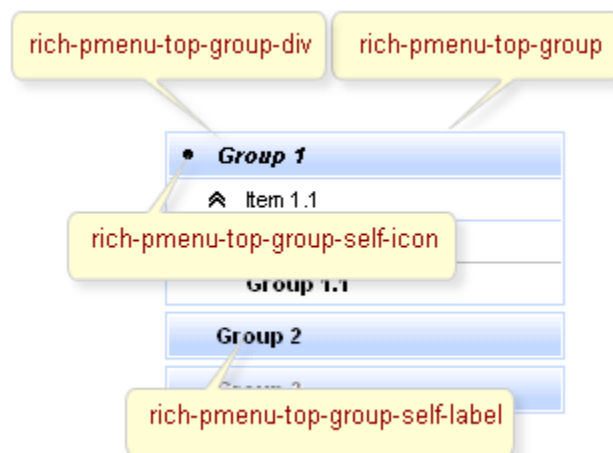 rich-pmenu-top-group-div
rich-pmenu-top-group
Group 1
Item 1.1
rich-pmenu-top-group-self-icon
Group 1.1
Group 2
rich-pmenu-top-group-self-label